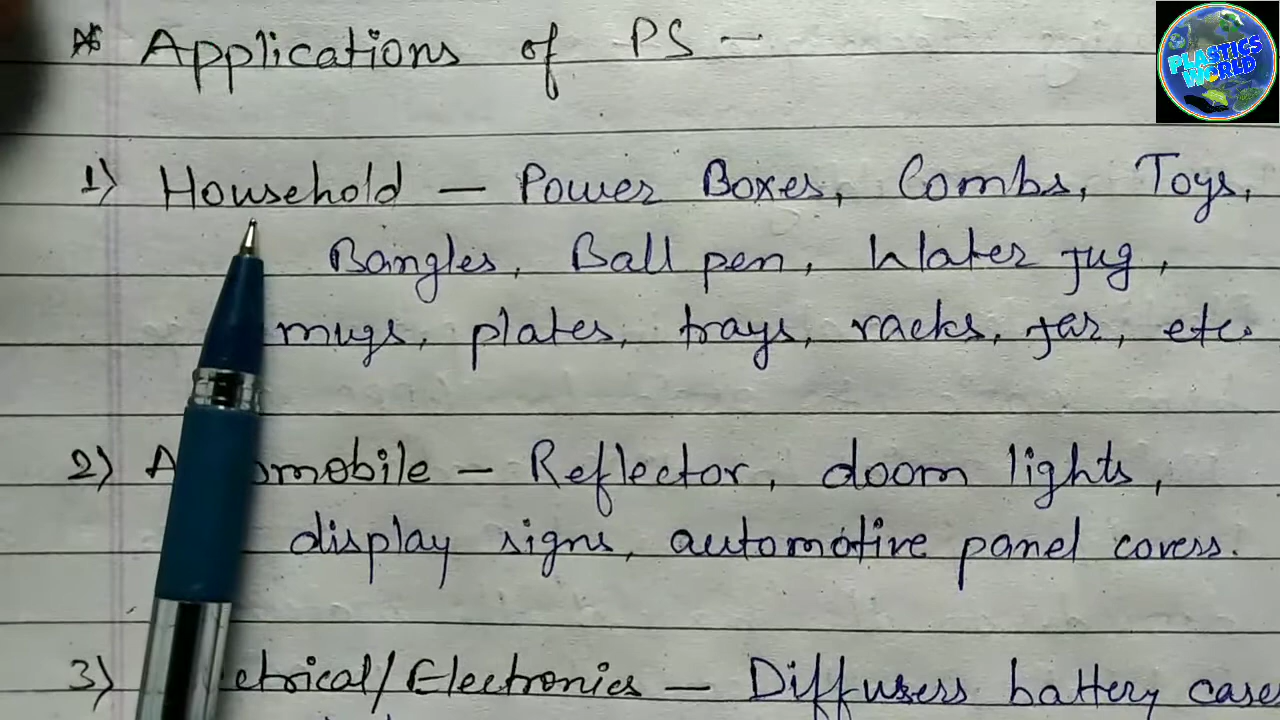 * Applications of PS -
PLASTICS
WORLD
1) Household - Power Boxes, Combs, Toys,
Bangles, Ball pen, Water jug,
mugs, plates, trays, racks, jar, etc.
2) A omobile - Reflector, doom lights,
display signs, automotive panel covers.
3) ctrical/Electronics - Diffusers battery case